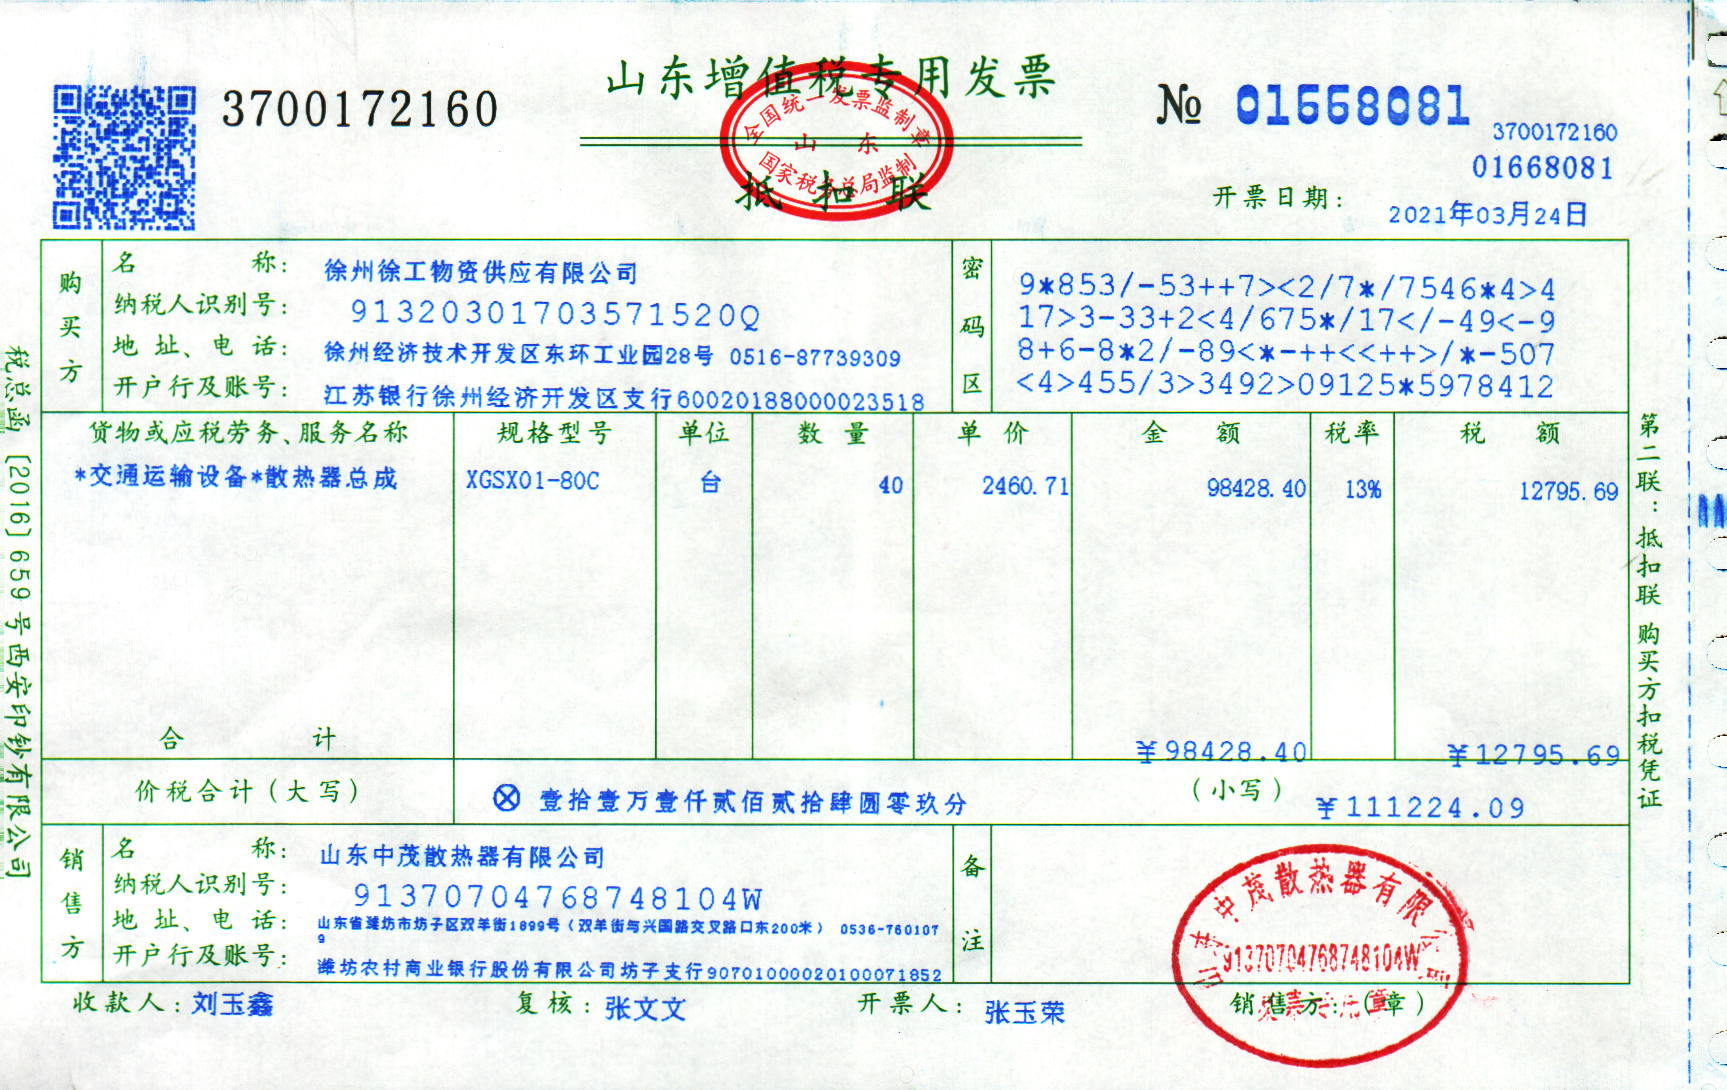 山东增值税专用发票
3700172160
№ 01668081
3700172160
01668081
全国统一发票监制章
山 东
国家税务总局监制
抵扣联
开票日期： 2021年03月24日
购买方
名 称： 徐州徐工物资供应有限公司
纳税人识别号： 91320301703571520Q
地 址、电 话： 徐州经济技术开发区东环工业园28号 0516-87739309
开户行及账号： 江苏银行徐州经济开发区支行60020188000023518
密码区
9*853/-53++7><2/7*/7546*4>4
17>3-33+2<4/675*/17</-49<-9
8+6-8*2/-89<*-++<<++>/*-507
<4>455/3>3492>09125*5978412
货物或应税劳务、服务名称 规格型号 单位 数 量 单 价 金 额 税率 税 额
*交通运输设备*散热器总成 XGSX01-80C 台 40 2460.71 98428.40 13% 12795.69
合 计 ￥98428.40 ￥12795.69
价税合计（大写） ⊗ 壹拾壹万壹仟贰佰贰拾肆圆零玖分 （小写） ￥111224.09
销售方
名 称： 山东中茂散热器有限公司
纳税人识别号： 91370704768748104W
地 址、电 话： 山东省潍坊市坊子区双羊街1899号（双羊街与兴国路交叉路口东200米） 0536-760107
9
开户行及账号： 潍坊农村商业银行股份有限公司坊子支行9070100002010007185​2
备注
山东中茂散热器有限公司
91370704768748104W
发票专用章
收款人：刘玉鑫 复核：张文文 开票人：张玉荣 销售方：（章）
税总函［2016］659号西安印钞有限公司
第二联：抵扣联 购买方扣税凭证